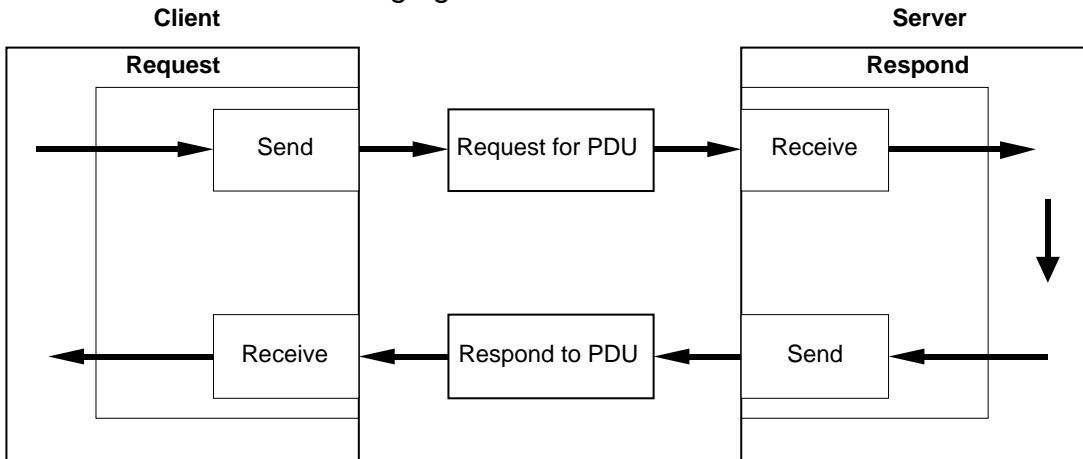 Client Server
Request Respond
Send Request for PDU Receive
Receive Respond to PDU Send